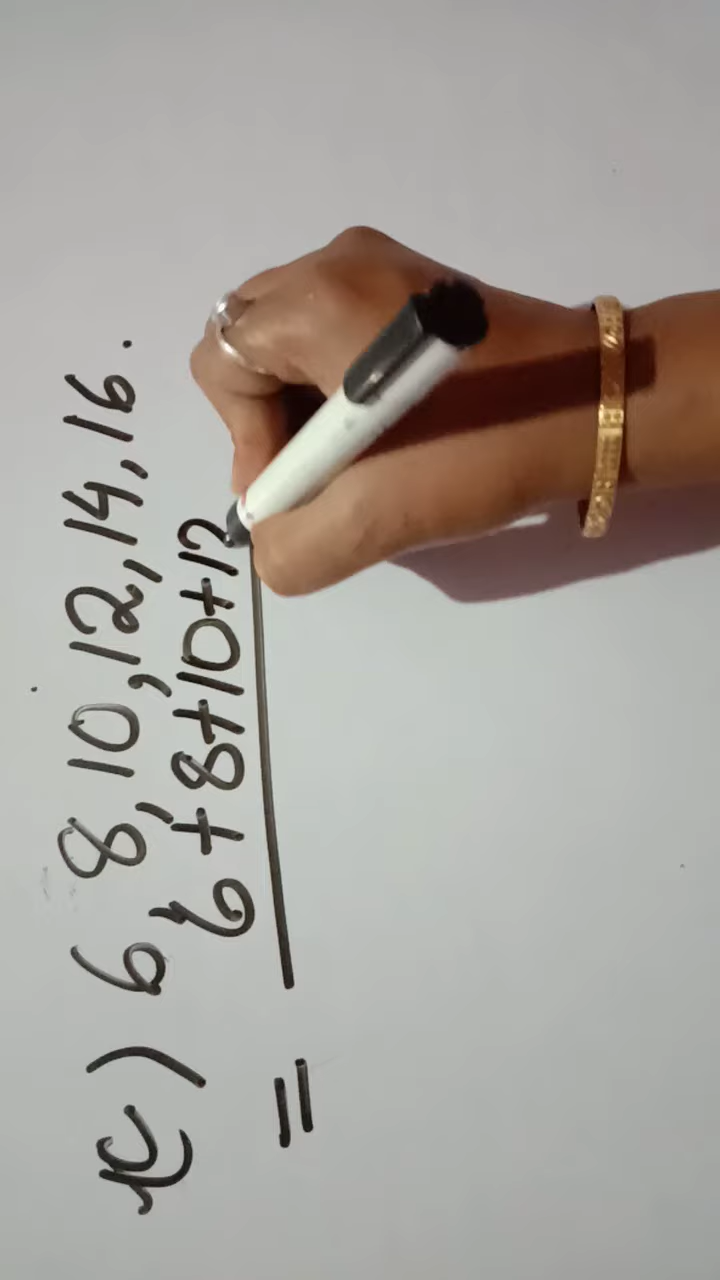 6, 8, 10, 12, 14, 16.
= 6+8+10+12